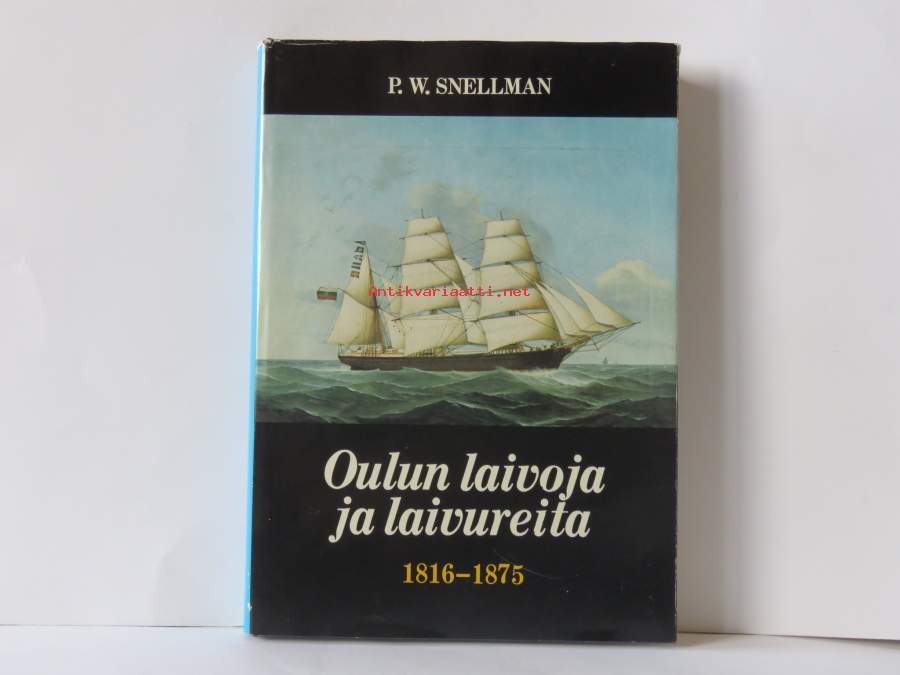 P. W. SNELLMAN
Antikvariaatti.net
Oulun laivoja
ja laivureita
1816–1875